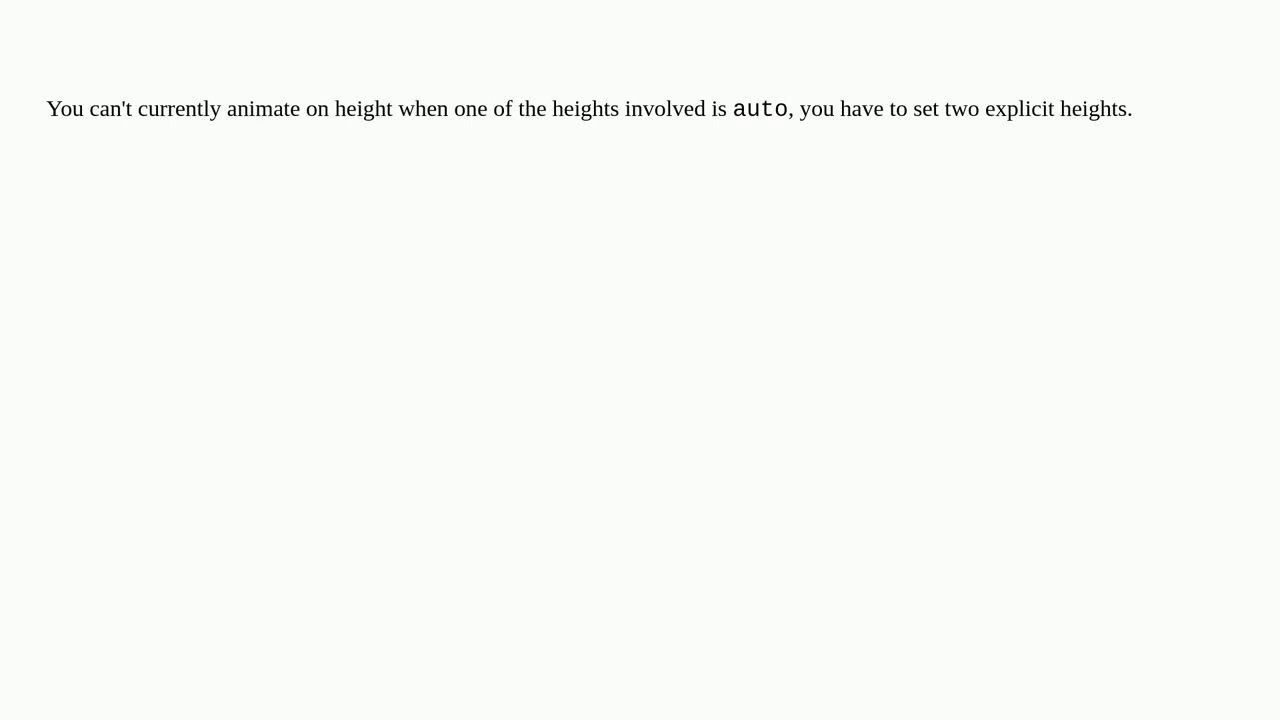 You can't currently animate on height when one of the heights involved is auto, you have to set two explicit heights.